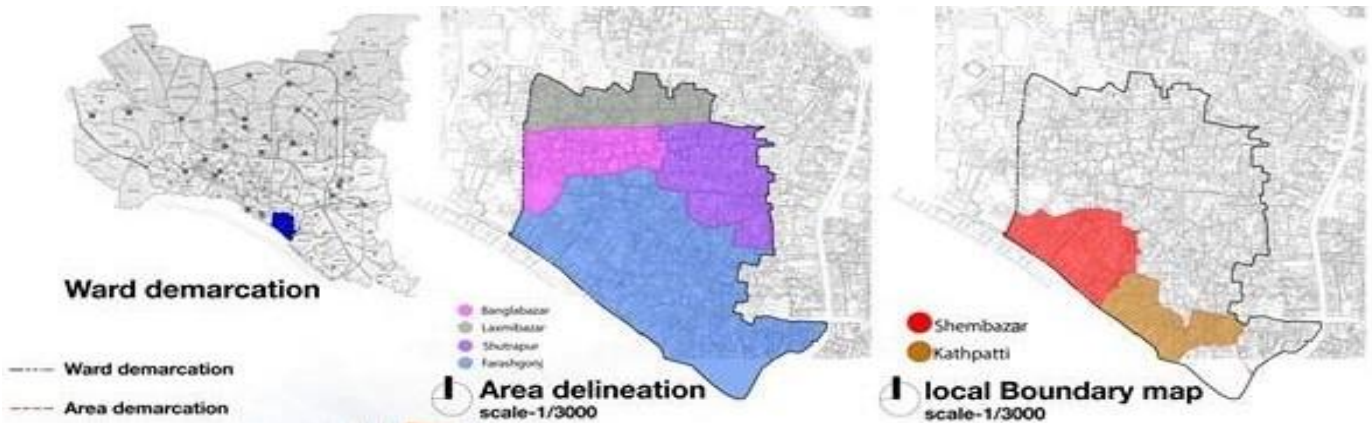 Ward demarcation
Ward demarcation
Area demarcation
Banglabazar
Laxmibazar
Shutrapur
Farashgonj
Area delineation
scale-1/3000
Shembazar
Kathpatti
local Boundary map
scale-1/3000